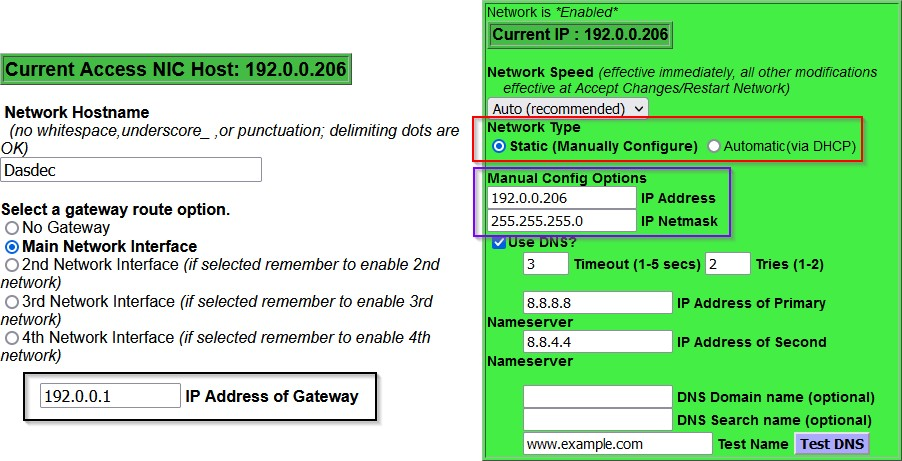 Current Access NIC Host: 192.0.0.206
Network Hostname
(no whitespace,underscore_ ,or punctuation; delimiting dots are
OK)
Dasdec
Select a gateway route option.
No Gateway
Main Network Interface
2nd Network Interface (if selected remember to enable 2nd
network)
3rd Network Interface (if selected remember to enable 3rd
network)
4th Network Interface (if selected remember to enable 4th
network)
192.0.0.1 IP Address of Gateway
Network is *Enabled*
Current IP : 192.0.0.206
Network Speed (effective immediately, all other modifications
effective at Accept Changes/Restart Network)
Auto (recommended)
Network Type
Static (Manually Configure) Automatic(via DHCP)
Manual Config Options
192.0.0.206 IP Address
255.255.255.0 IP Netmask
Use DNS?
3 Timeout (1-5 secs) 2 Tries (1-2)
8.8.8.8 IP Address of Primary
Nameserver
8.8.4.4 IP Address of Second
Nameserver
DNS Domain name (optional)
DNS Search name (optional)
www.example.com Test Name Test DNS